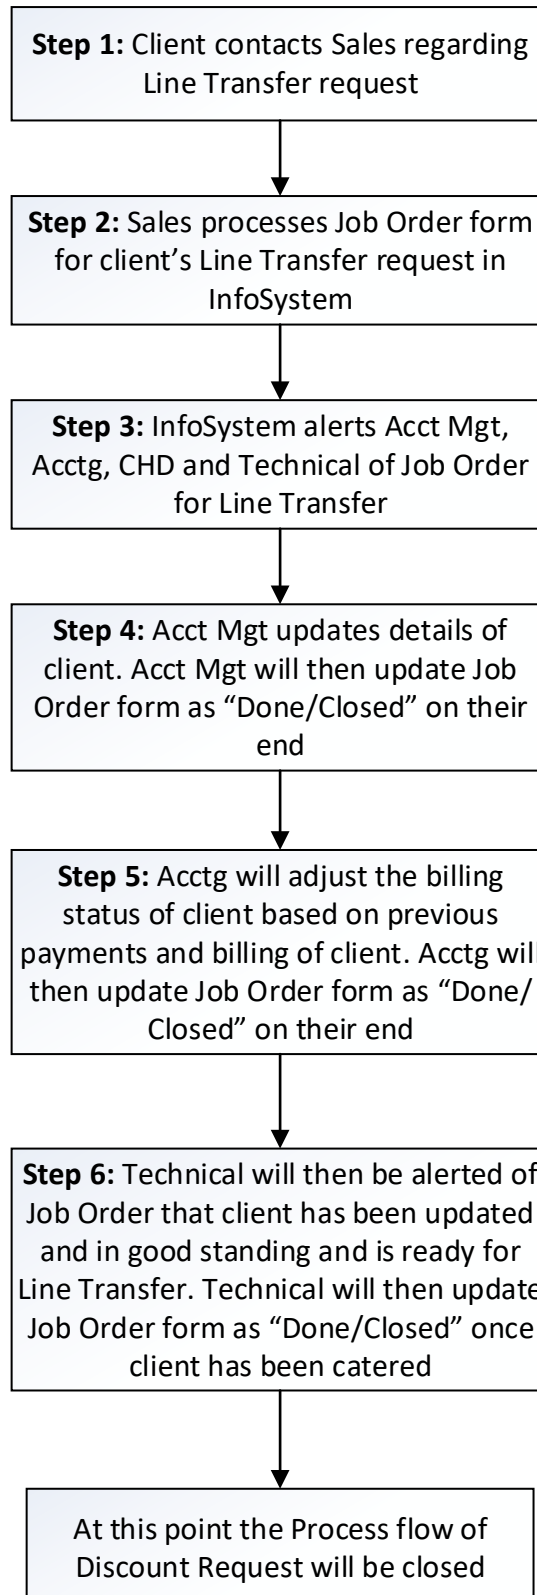 Step 1: Client contacts Sales regarding
Line Transfer request
Step 2: Sales processes Job Order form
for client’s Line Transfer request in
InfoSystem
Step 3: InfoSystem alerts Acct Mgt,
Acctg, CHD and Technical of Job Order
for Line Transfer
Step 4: Acct Mgt updates details of
client. Acct Mgt will then update Job
Order form as “Done/Closed” on their
end
Step 5: Acctg will adjust the billing
status of client based on previous
payments and billing of client. Acctg will
then update Job Order form as “Done/
Closed” on their end
Step 6: Technical will then be alerted of
Job Order that client has been updated
and in good standing and is ready for
Line Transfer. Technical will then update
Job Order form as “Done/Closed” once
client has been catered
At this point the Process flow of
Discount Request will be closed